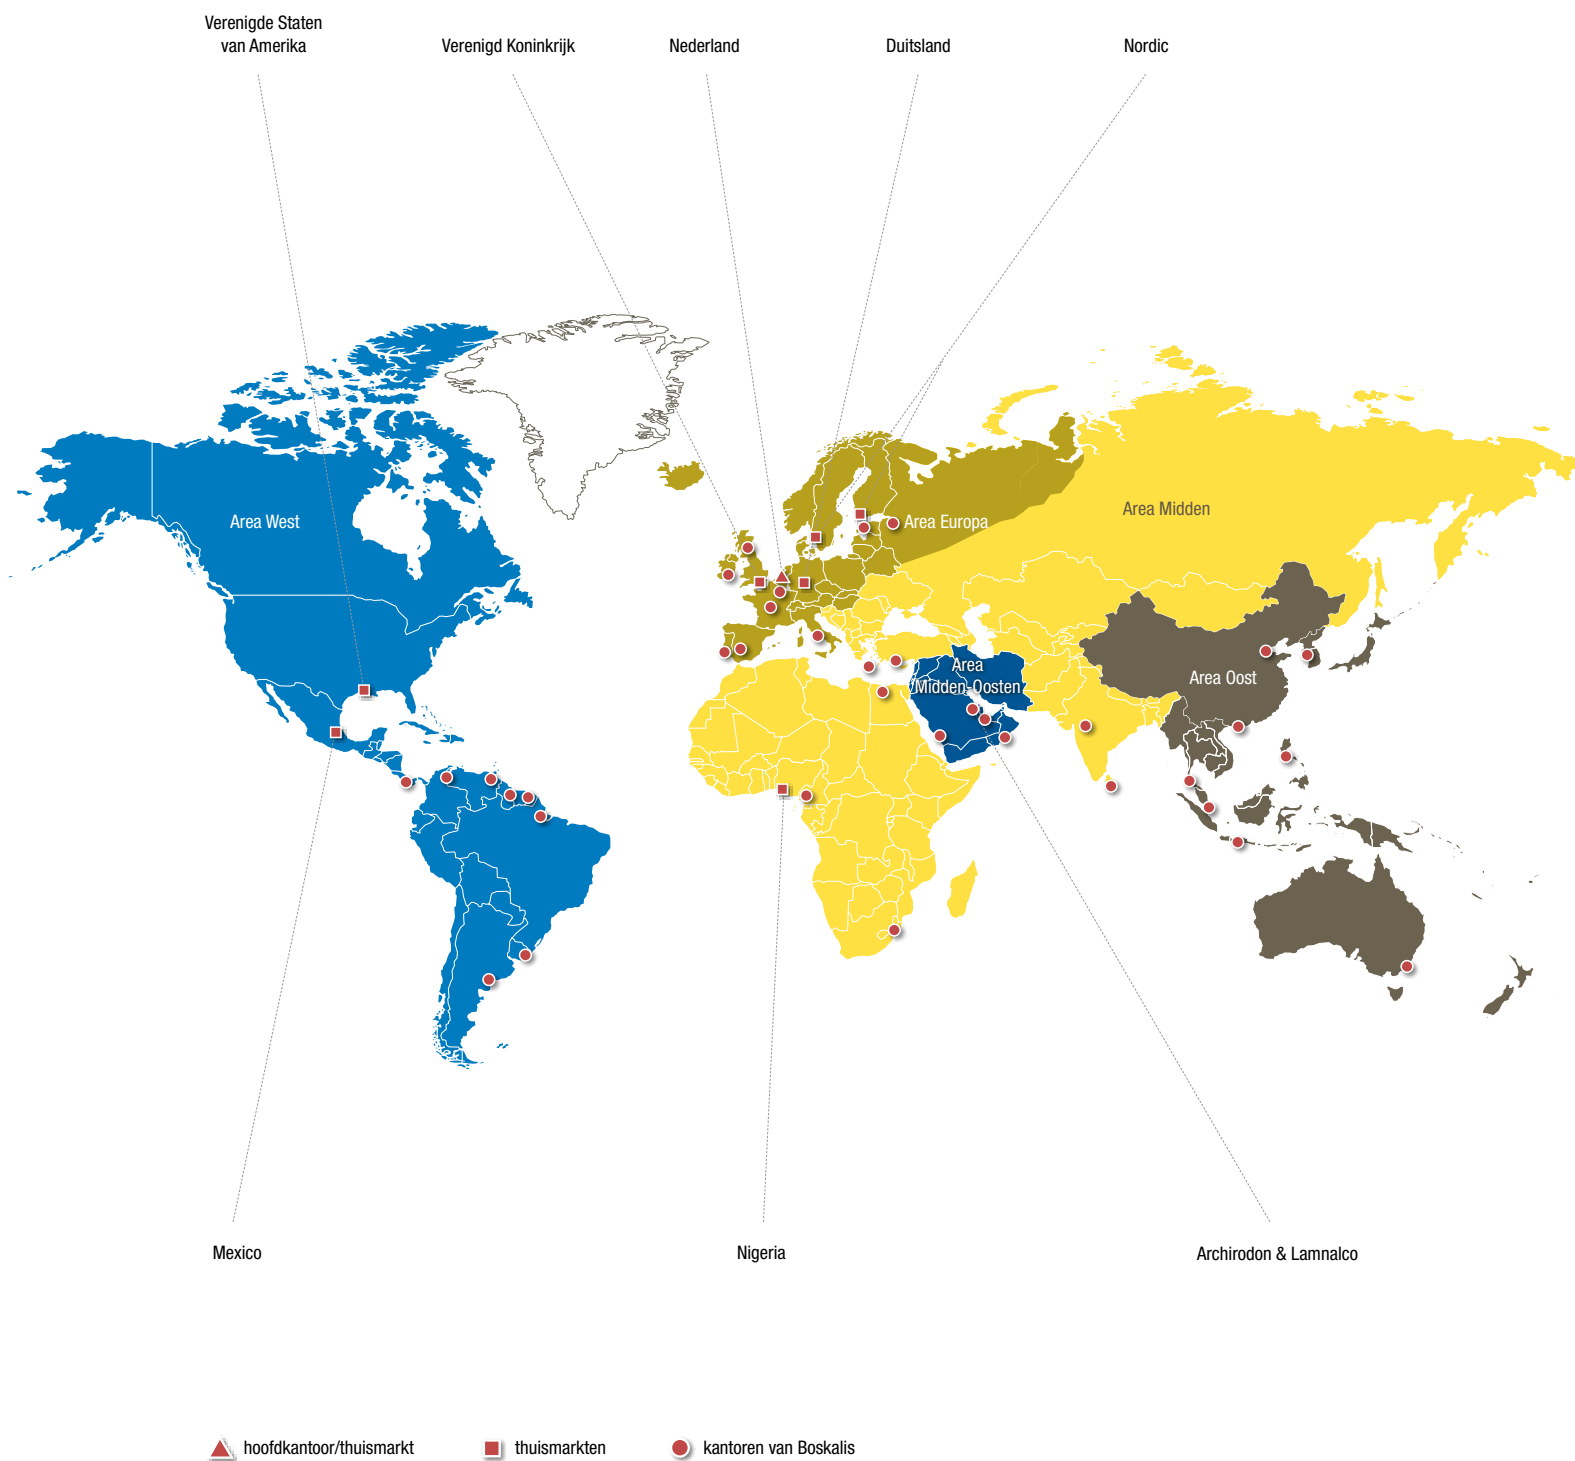 Verenigde Staten
van Amerika
Verenigd Koninkrijk
Nederland
Duitsland
Nordic
Area West
Area Europa
Area Midden
Area
Midden-Oosten
Area Oost
Mexico
Nigeria
Archirodon & Lamnalco
hoofdkantoor/thuismarkt
thuismarkten
kantoren van Boskalis